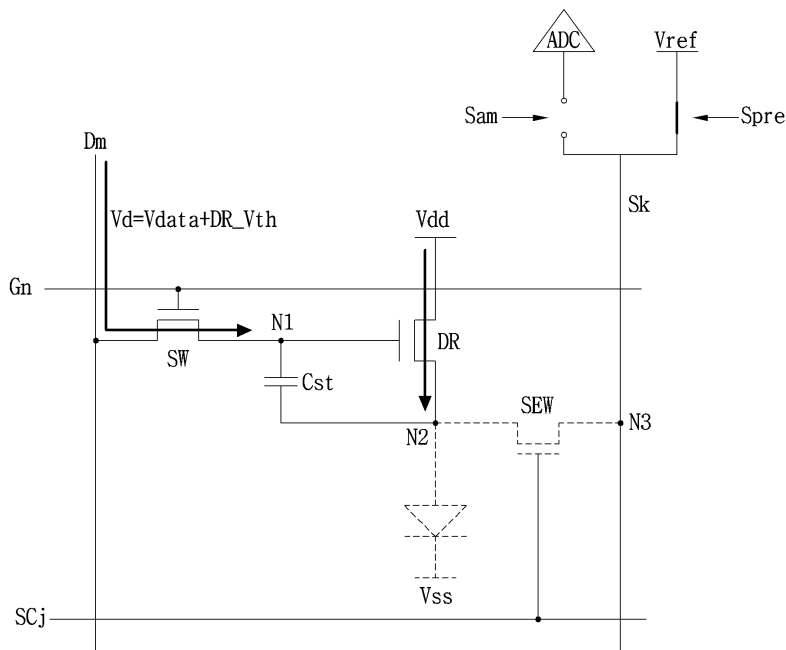 ADC
Vref
Sam
Spre
Dm
Sk
Vd=Vdata+DR_Vth
Vdd
Gn
N1
DR
SW
Cst
SEW
N2
N3
Vss
SCj